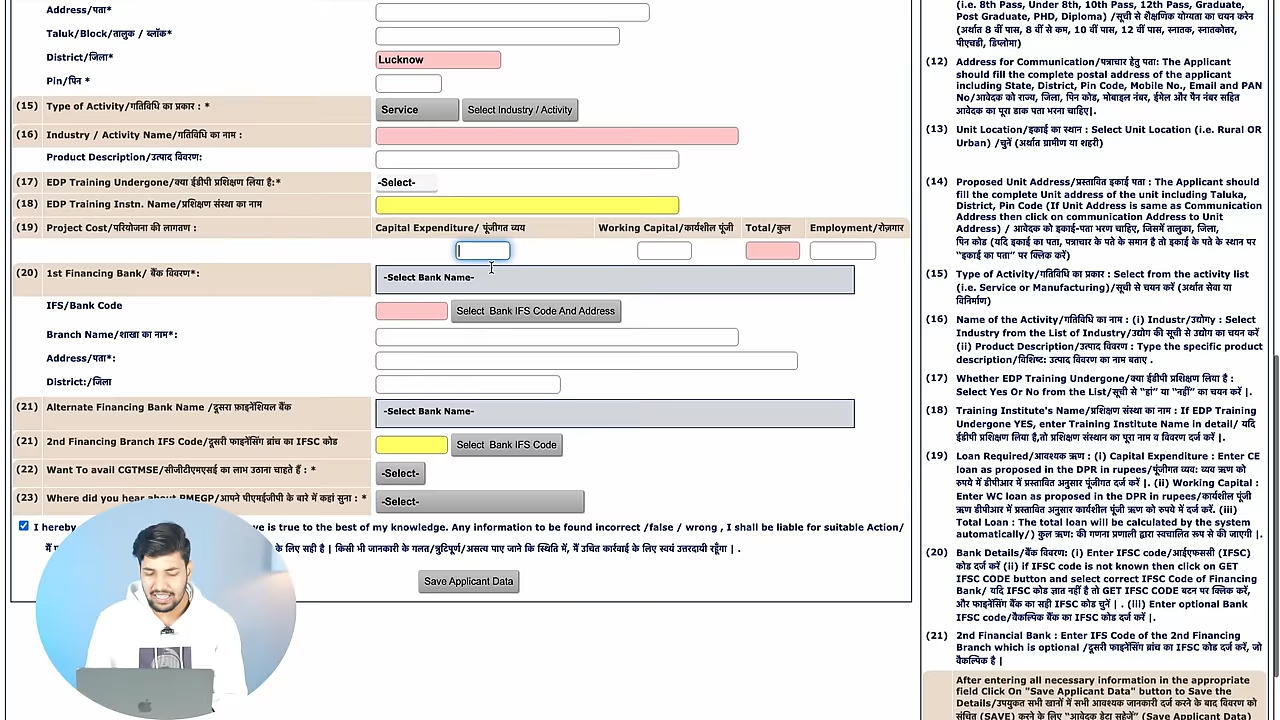 Address/पता*
Taluk/Block/तालुक / ब्लॉक*
District/जिला*
Lucknow
Pin/पिन *
(15) Type of Activity/गतिविधि का प्रकार : *
Service
Select Industry / Activity
(16) Industry / Activity Name/गतिविधि का नाम :
Product Description/उत्पाद विवरण:
(17) EDP Training Undergone/क्या ईडीपी प्रशिक्षण लिया है:*
-Select-
(18) EDP Training Instn. Name/प्रशिक्षण संस्था का नाम
(19) Project Cost/परियोजना की लागतण :
Capital Expenditure/ पूंजीगत व्यय
Working Capital/कार्यशील पूंजी
Total/कुल
Employment/रोज़गार
(20) 1st Financing Bank/ बैंक विवरण*:
-Select Bank Name-
IFS/Bank Code
Select Bank IFS Code And Address
Branch Name/शाखा का नाम*:
Address/पता*:
District:/जिला
(21) Alternate Financing Bank Name /दूसरा फ़ाइनेंशियल बैंक
-Select Bank Name-
(21) 2nd Financing Branch IFS Code/दूसरी फाइनेंसिंग ब्रांच का IFSC कोड
Select Bank IFS Code
(22) Want To avail CGTMSE/सीजीटीएमएसई का लाभ उठाना चाहते हैं : *
-Select-
(23) Where did you hear about PMEGP/आपने पीएमईजीपी के बारे में कहां सुना : *
-Select-
I hereby ve is true to the best of my knowledge. Any information to be found incorrect /false / wrong , I shall be liable for suitable Action/
मैं के लिए सही है | किसी भी जानकारी के गलत/त्रुटिपूर्ण/असत्य पाए जाने कि स्थिति में, मैं उचित कार्रवाई के लिए स्वयं उत्तरदायी रहूँगा | .
Save Applicant Data
(i.e. 8th Pass, Under 8th, 10th Pass, 12th Pass, Graduate,
Post Graduate, PHD, Diploma) /सूची से शैक्षणिक योग्यता का चयन करेन
(अर्थात 8 वीं पास, 8 वीं से कम, 10 वीं पास, 12 वीं पास, स्नातक, स्नातकोत्तर,
पीएचडी, डिप्लोमा)
(12) Address for Communication/पत्राचार हेतु पता: The Applicant
should fill the complete postal address of the applicant
including State, District, Pin Code, Mobile No., Email and PAN
No/आवेदक को राज्य, जिला, पिन कोड, मोबाइल नंबर, ईमेल और पैन नंबर सहित
आवेदक का पूरा डाक पता भरना चाहिए|.
(13) Unit Location/इकाई का स्थान : Select Unit Location (i.e. Rural OR
Urban) /चुनें (अर्थात ग्रामीण या शहरी)
(14) Proposed Unit Address/प्रस्तावित इकाई पता : The Applicant should
fill the complete Unit address of the unit including Taluka,
District, Pin Code (If Unit Address is same as Communication
Address then click on communication Address to Unit
Address) / आवेदक को इकाई-पता भरण चाहिए, जिसमें तालुका, जिला,
पिन कोड (यदि इकाई का पता, पत्राचार के पते के समान है तो इकाई के पते के स्थान पर
"इकाई का पता" पर क्लिक करें)
(15) Type of Activity/गतिविधि का प्रकार : Select from the activity list
(i.e. Service or Manufacturing)/सूची से चयन करें (अर्थात सेवा या
विनिर्माण)
(16) Name of the Activity/गतिविधि का नाम : (i) Industr/उद्योगy : Select
Industry from the List of Industry/उद्योग की सूची से उद्योग का चयन करें
(ii) Product Description/उत्पाद विवरण : Type the specific product
description/विशिष्ट: उत्पाद विवरण का नाम बताए .
(17) Whether EDP Training Undergone/क्या ईडीपी प्रशिक्षण लिया है :
Select Yes Or No from the List/सूची से "हां" या "नहीं" का चयन करें |.
(18) Training Institute's Name/प्रशिक्षण संस्था का नाम : If EDP Training
Undergone YES, enter Training Institute Name in detail/ यदि
ईडीपी प्रशिक्षण लिया है,तो प्रशिक्षण संस्थान का पूरा नाम व विवरण दर्ज करें |.
(19) Loan Required/आवश्यक ऋण : (i) Capital Expenditure : Enter CE
loan as proposed in the DPR in rupees/पूंजीगत व्यय: व्यय ऋण को
रुपये में डीपीआर में प्रस्तावित अनुसार पूंजीगत दर्ज करें |. (ii) Working Capital :
Enter WC loan as proposed in the DPR in rupees/कार्यशील पूंजी
ऋण डीपीआर में प्रस्तावित अनुसार कार्यशील पूंजी ऋण को रुपये में दर्ज करें. (iii)
Total Loan : The total loan will be calculated by the system
automatically/) कुल ऋण: की गणना प्रणाली द्वारा स्वचालित रूप से की जाएगी |.
(20) Bank Details/बैंक विवरण: (i) Enter IFSC code/आईएफससी (IFSC)
कोड दर्ज करें (ii) if IFSC code is not known then click on GET
IFSC CODE button and select correct IFSC Code of Financing
Bank/ यदि IFSC कोड ज्ञात नहीं है तो GET IFSC CODE बटन पर क्लिक करें,
और फाइनेंसिंग बैंक का सही IFSC कोड चुनें | . (iii) Enter optional Bank
IFSC code/वैकल्पिक बैंक का IFSC कोड दर्ज करें |.
(21) 2nd Financial Bank : Enter IFS Code of the 2nd Financing
Branch which is optional /दूसरी फाइनेंसिंग ब्रांच का IFSC कोड दर्ज करें, जो
वैकल्पिक है |
After entering all necessary information in the appropriate
field Click On "Save Applicant Data" button to Save the
Details/उपयुक्त सभी खानों में सभी आवश्यक जानकारी दर्ज करने के बाद विवरण को
संचित (SAVE) करने के लिए "आवेदक डेटा सहेजें" (Save Applicant Data)